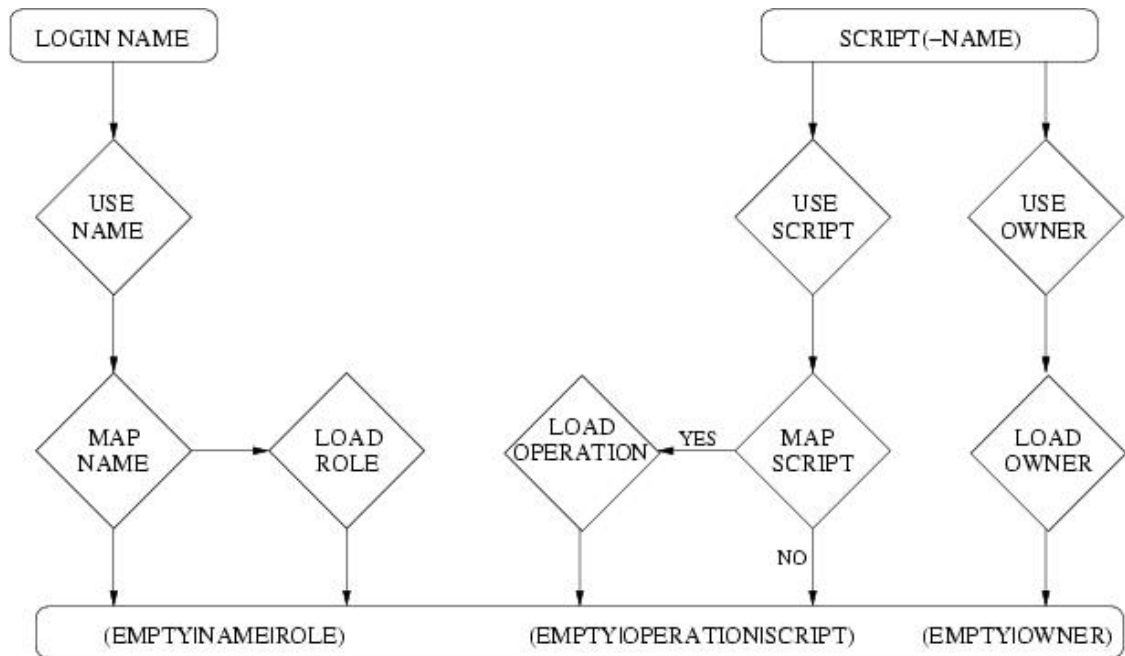 LOGIN NAME
SCRIPT(–NAME)
USE
NAME
USE
SCRIPT
USE
OWNER
MAP
NAME
LOAD
ROLE
LOAD
OPERATION
YES
MAP
SCRIPT
LOAD
OWNER
NO
(EMPTY|NAME|ROLE)
(EMPTY|OPERATION|SCRIPT)
(EMPTY|OWNER)